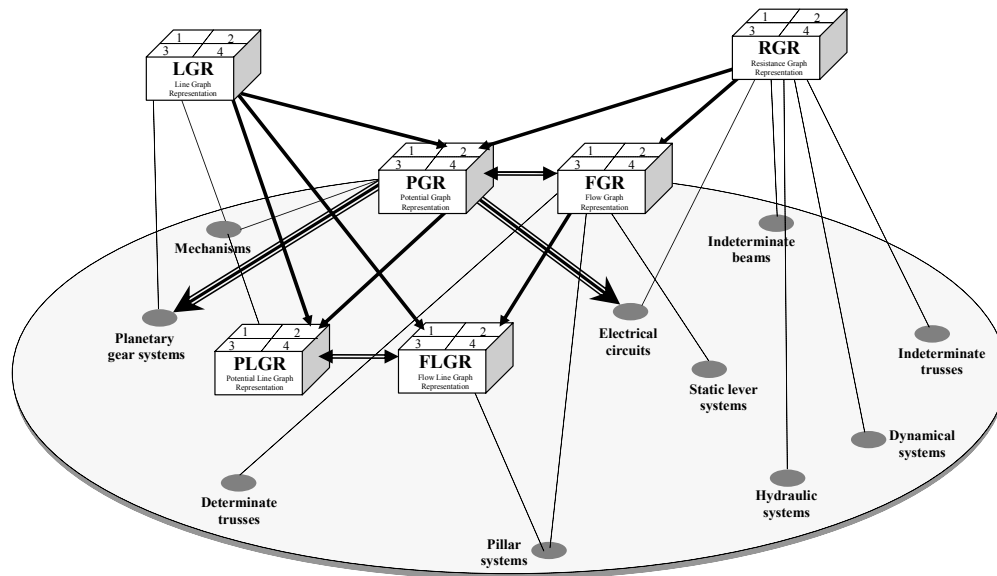 1 2
3 4
LGR
Line Graph
Representation
1 2
3 4
RGR
Resistance Graph
Representation
1 2
3 4
PGR
Potential Graph
Representation
1 2
3 4
FGR
Flow Graph
Representation
Mechanisms
Indeterminate
beams
Planetary
gear systems
1 2
3 4
PLGR
Potential Line Graph
Representation
1 2
3 4
FLGR
Flow Line Graph
Representation
Electrical
circuits
Indeterminate
trusses
Static lever
systems
Dynamical
systems
Determinate
trusses
Hydraulic
systems
Pillar
systems